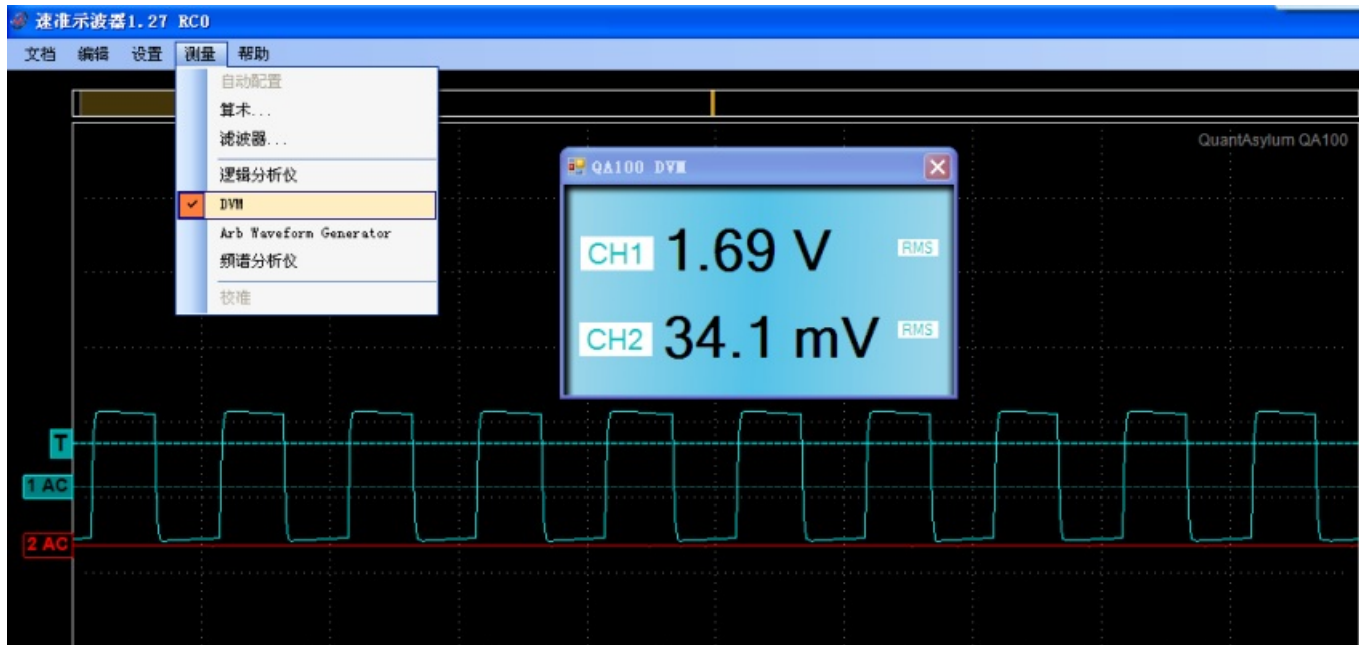 速准示波器1.27 RC0
文档 编辑 设置 测量 帮助
自动配置
算术...
滤波器...
逻辑分析仪
DVM
Arb Waveform Generator
频谱分析仪
校准
QuantAsylum QA100
QA100 DVM
CH1 1.69 V RMS
CH2 34.1 mV RMS
T
1 AC
2 AC